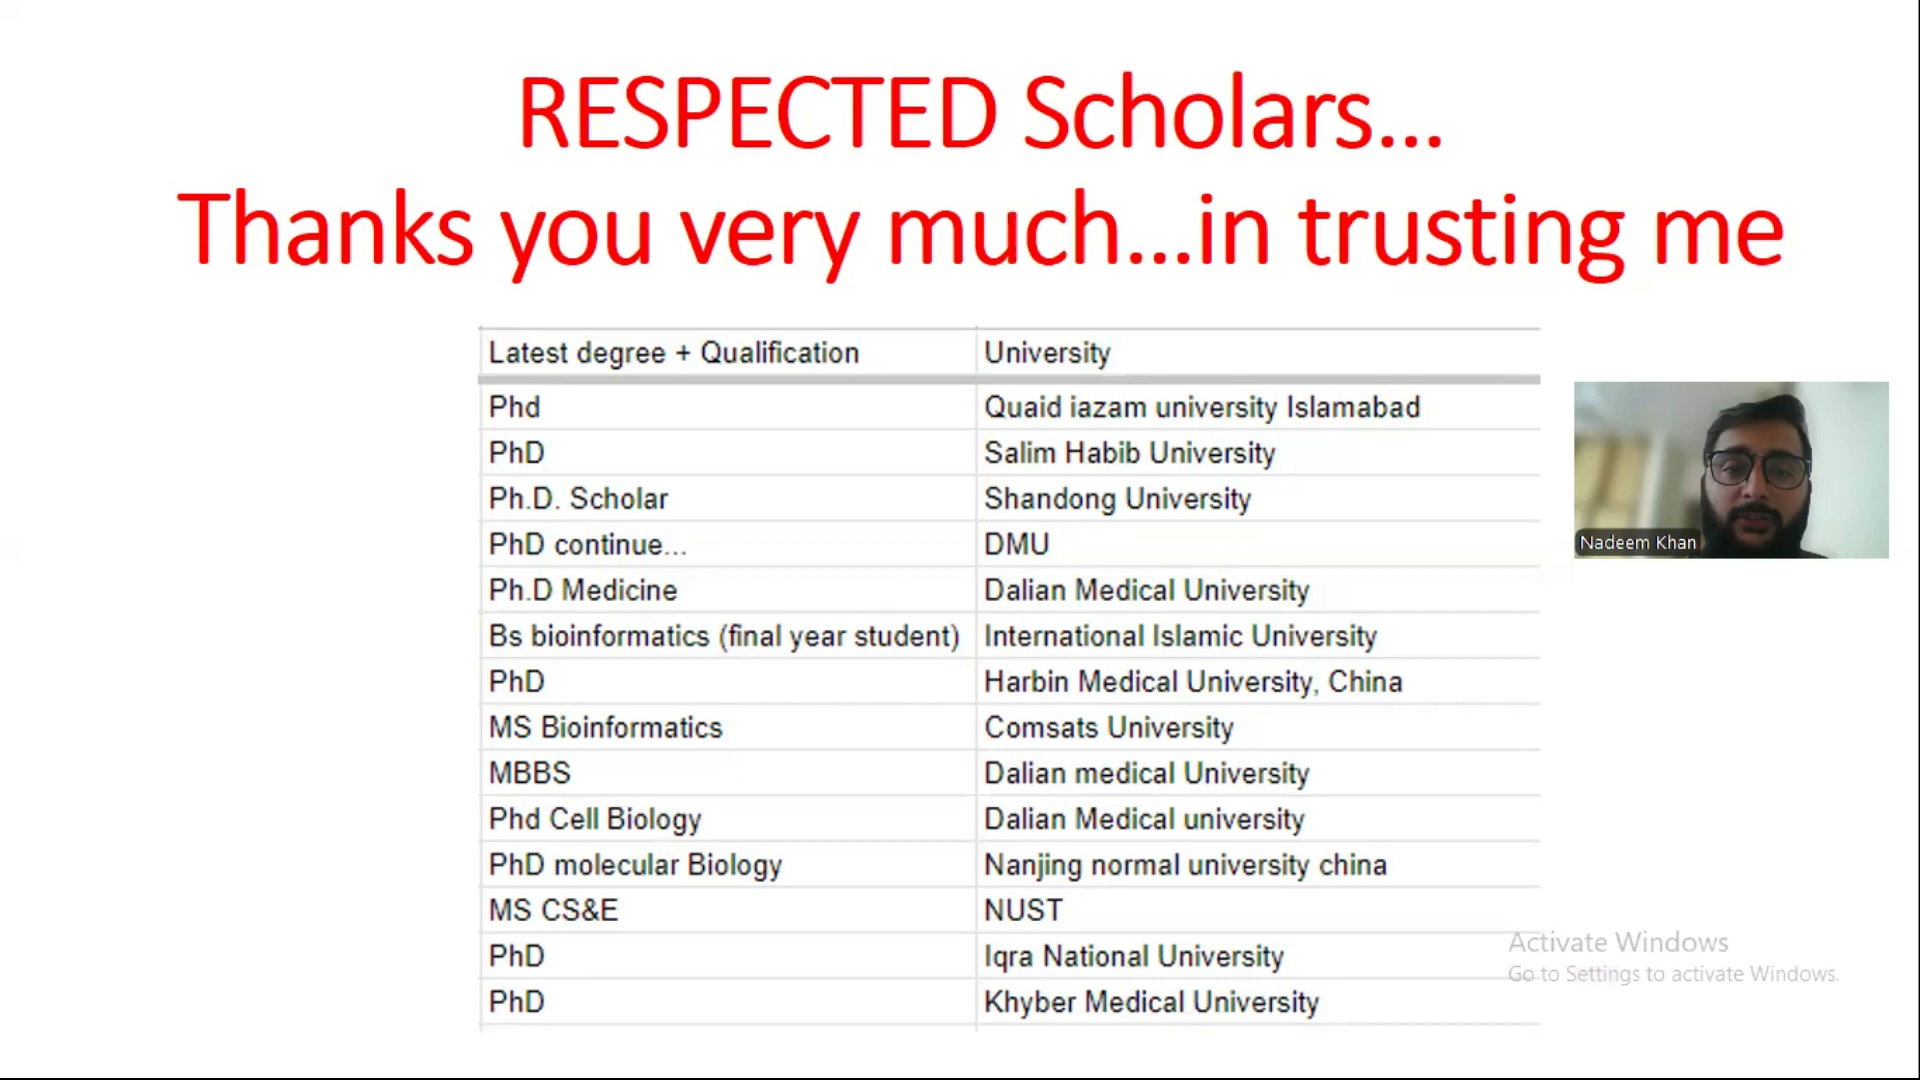 RESPECTED Scholars...
Thanks you very much...in trusting me
Latest degree + Qualification University
Phd Quaid iazam university Islamabad
PhD Salim Habib University
Ph.D. Scholar Shandong University
PhD continue... DMU
Ph.D Medicine Dalian Medical University
Bs bioinformatics (final year student) International Islamic University
PhD Harbin Medical University, China
MS Bioinformatics Comsats University
MBBS Dalian medical University
Phd Cell Biology Dalian Medical university
PhD molecular Biology Nanjing normal university china
MS CS&E NUST
PhD Iqra National University
PhD Khyber Medical University
Nadeem Khan
Activate Windows
Go to Settings to activate Windows.